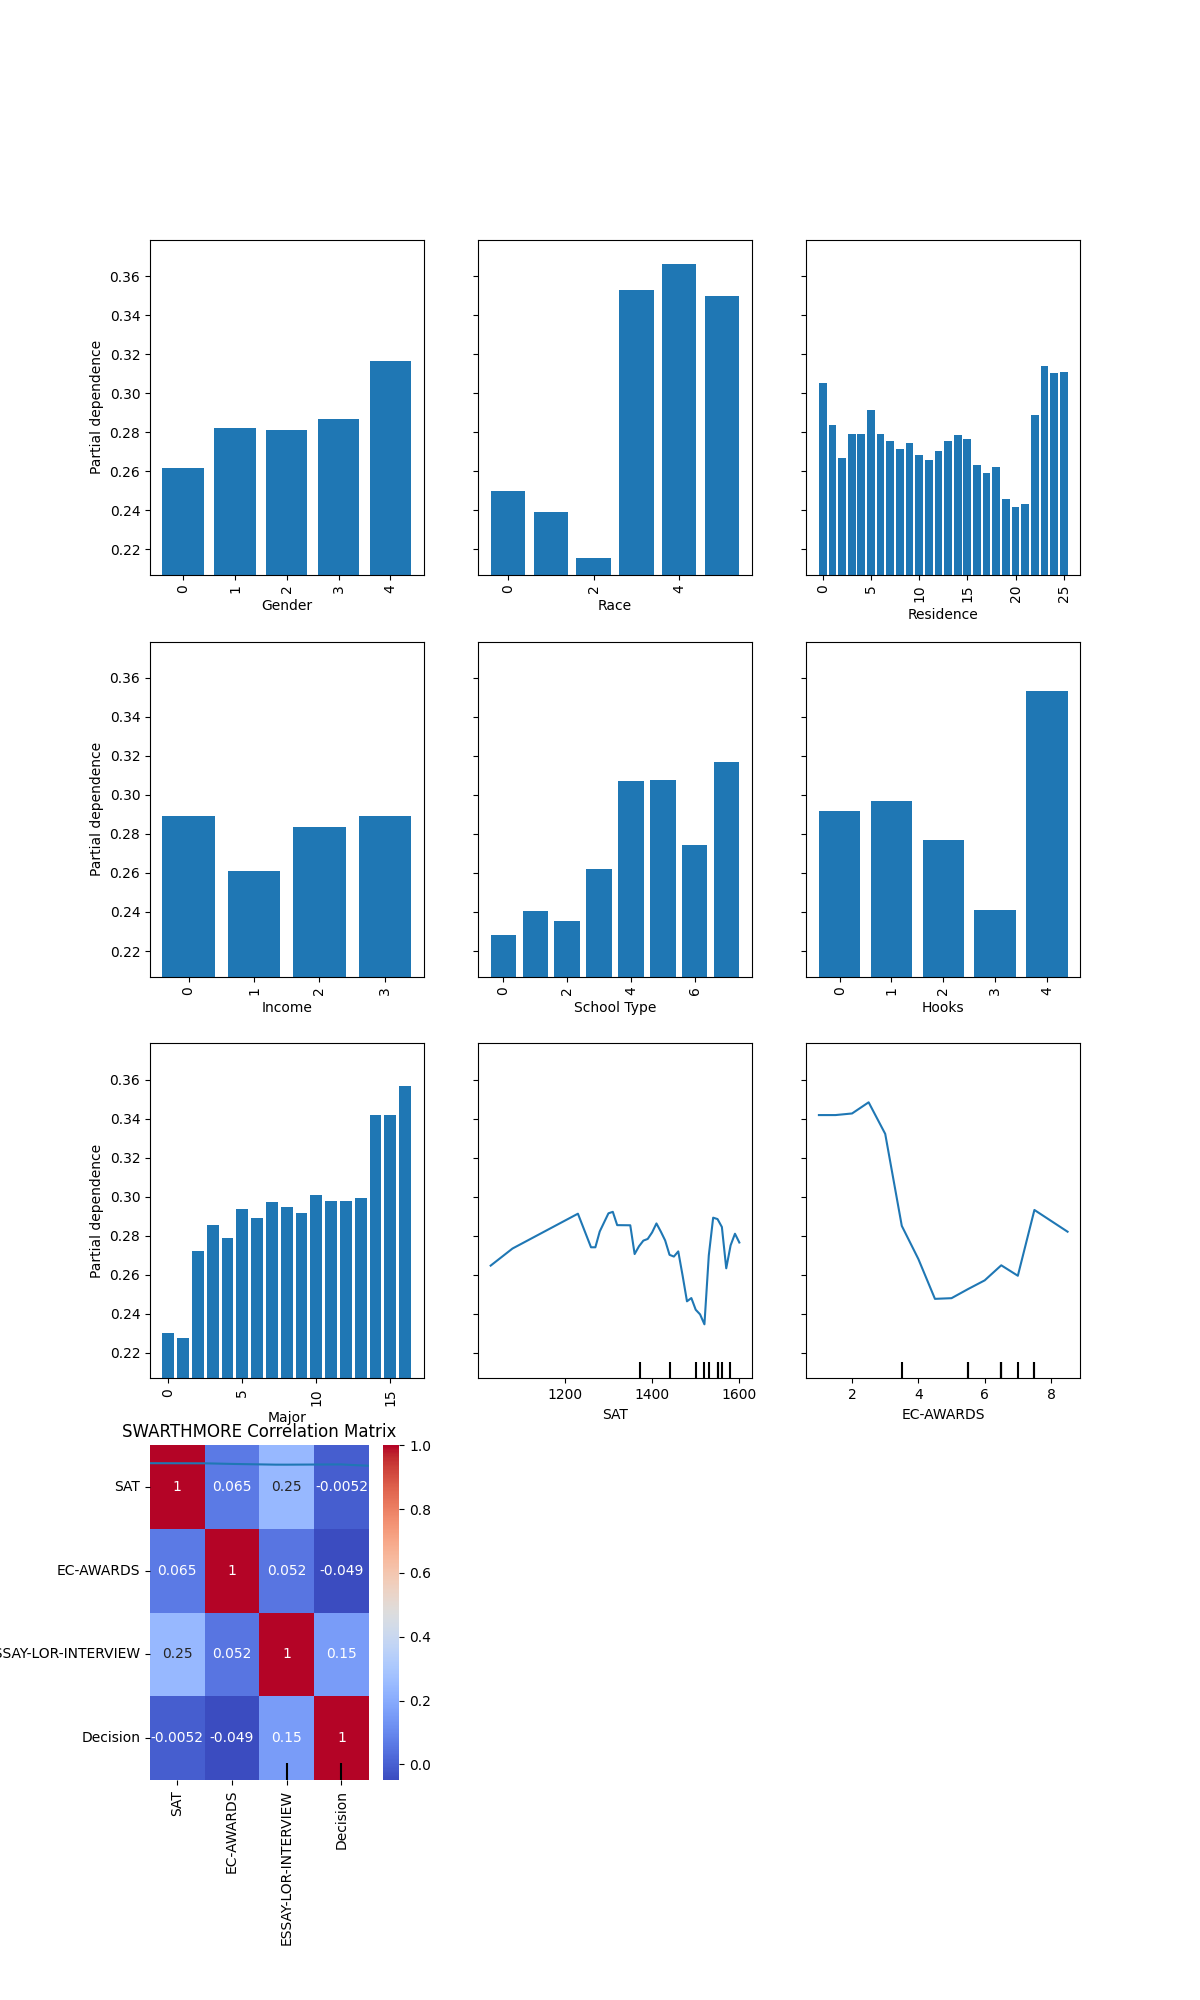 0.36
0.34
0.32
0.30
0.28
0.26
0.24
0.22
Partial dependence
0 1 2 3 4
Gender
0 2 4
Race
0 5 10 15 20 25
Residence
0.36
0.34
0.32
0.30
0.28
0.26
0.24
0.22
Partial dependence
0 1 2 3
Income
0 2 4 6
School Type
0 1 2 3 4
Hooks
0.36
0.34
0.32
0.30
0.28
0.26
0.24
0.22
Partial dependence
0 5 10 15
Major
1200 1400 1600
SAT
2 4 6 8
EC-AWARDS
SWARTHMORE Correlation Matrix
SAT 1 0.065 0.25 -0.0052
EC-AWARDS 0.065 1 0.052 -0.049
SSAY-LOR-INTERVIEW 0.25 0.052 1 0.15
Decision -0.0052 -0.049 0.15 1
1.0
0.8
0.6
0.4
0.2
0.0
SAT
EC-AWARDS
ESSAY-LOR-INTERVIEW
Decision